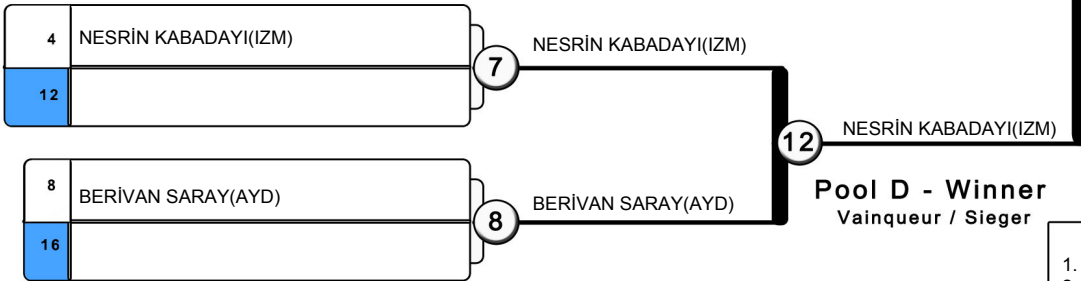 4 NESRİN KABADAYI(IZM)
12
7
NESRİN KABADAYI(IZM)
8 BERİVAN SARAY(AYD)
16
8
BERİVAN SARAY(AYD)
12
NESRİN KABADAYI(IZM)
Pool D - Winner
Vainqueur / Sieger
1.